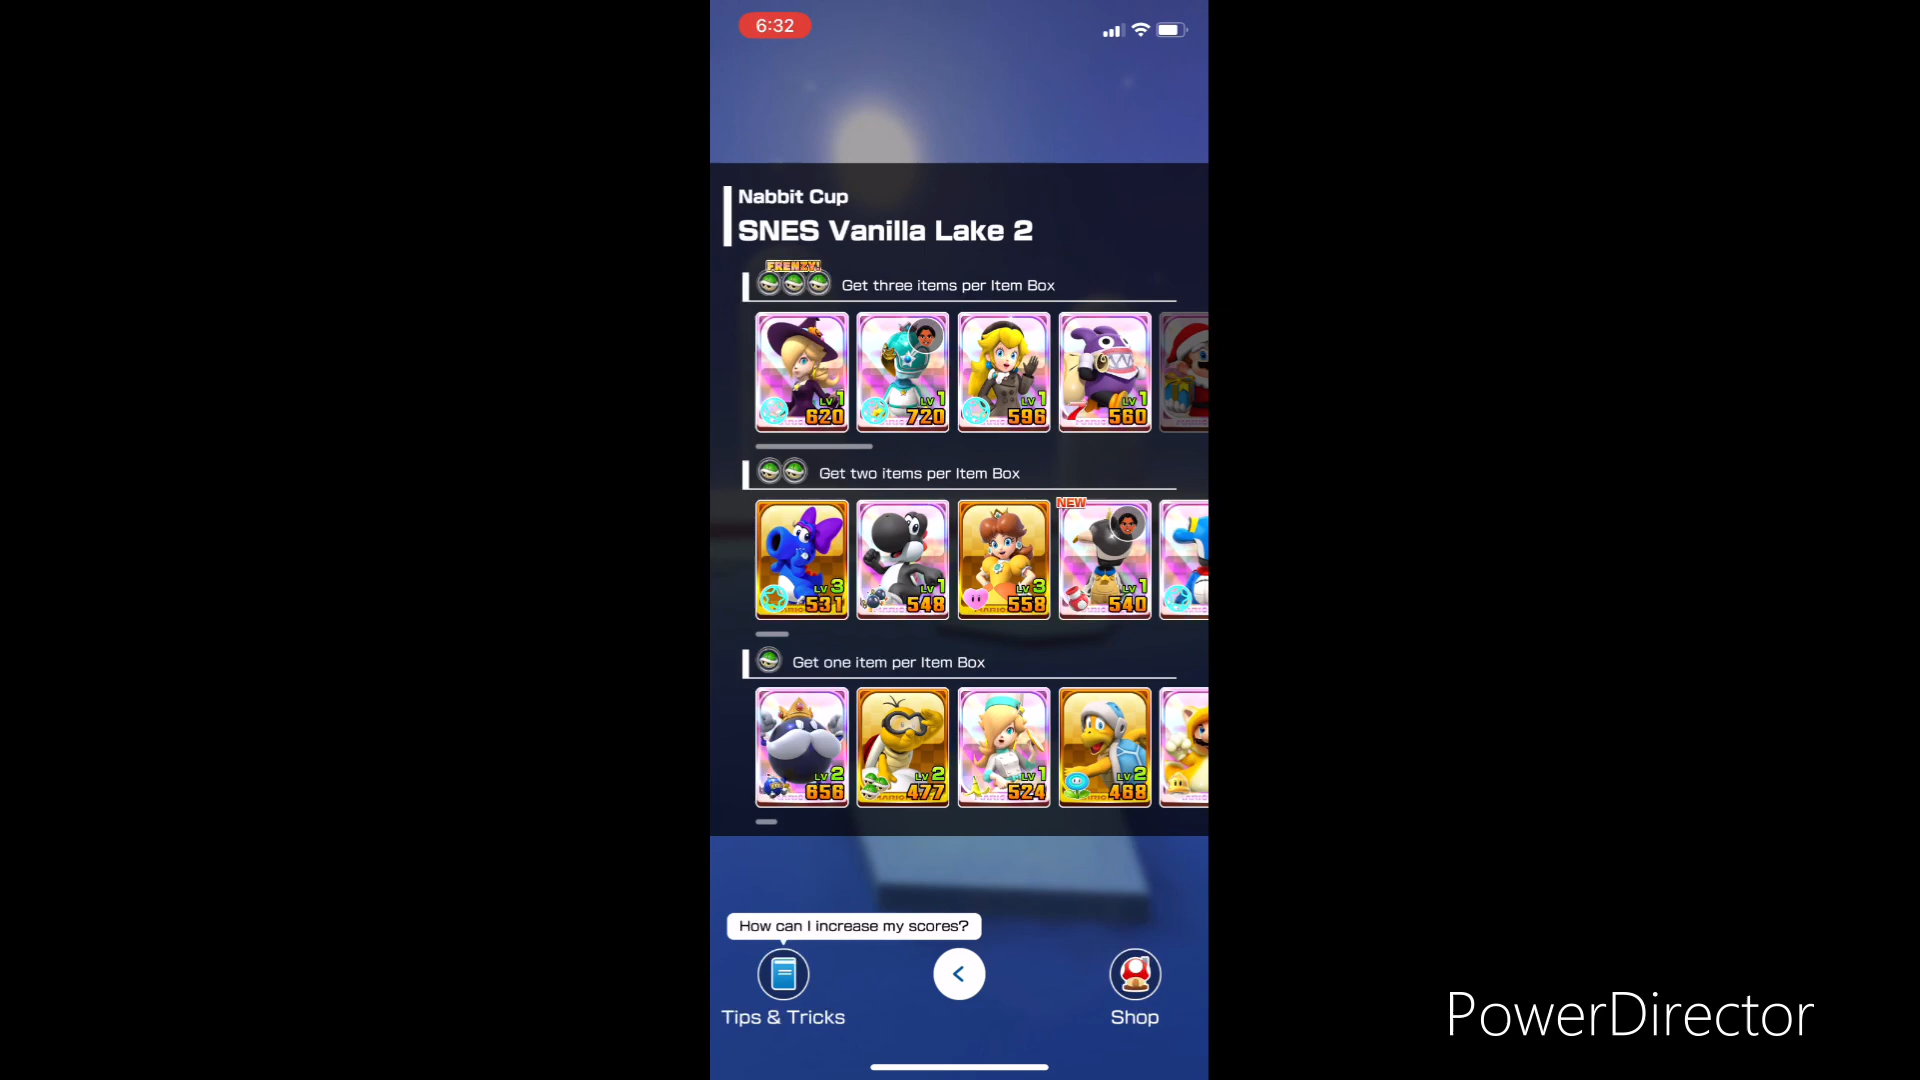 6:32
Nabbit Cup
SNES Vanilla Lake 2
FRENZY!
Get three items per Item Box
LV 1 620
LV 1 720
LV 1 596
LV 1 560
Get two items per Item Box
NEW
LV 3 531
LV 1 548
LV 3 558
LV 1 540
Get one item per Item Box
LV 2 656
LV 2 477
LV 1 524
LV 2 468
How can I increase my scores?
Tips & Tricks
Shop
PowerDirector